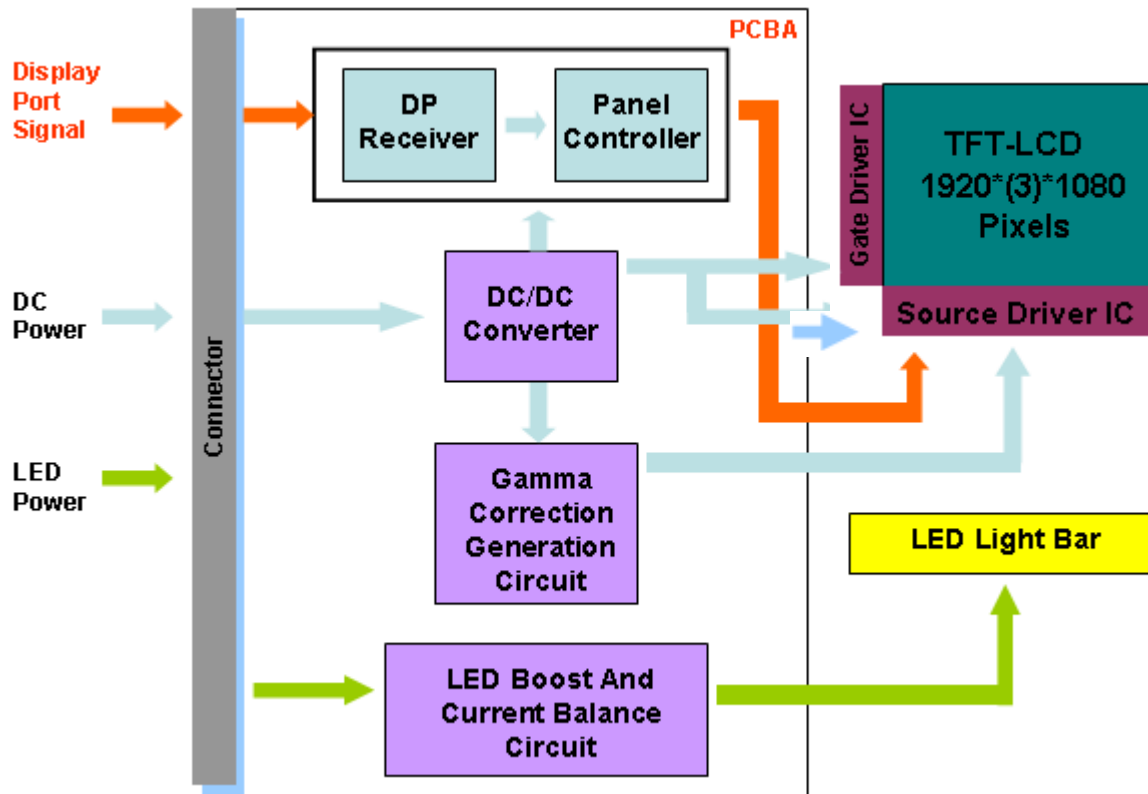 PCBA
Display
Port
Signal
DP
Receiver
Panel
Controller
Gate Driver IC
TFT-LCD
1920*(3)*1080
Pixels
DC
Power
DC/DC
Converter
Source Driver IC
Connector
LED
Power
Gamma
Correction
Generation
Circuit
LED Light Bar
LED Boost And
Current Balance
Circuit